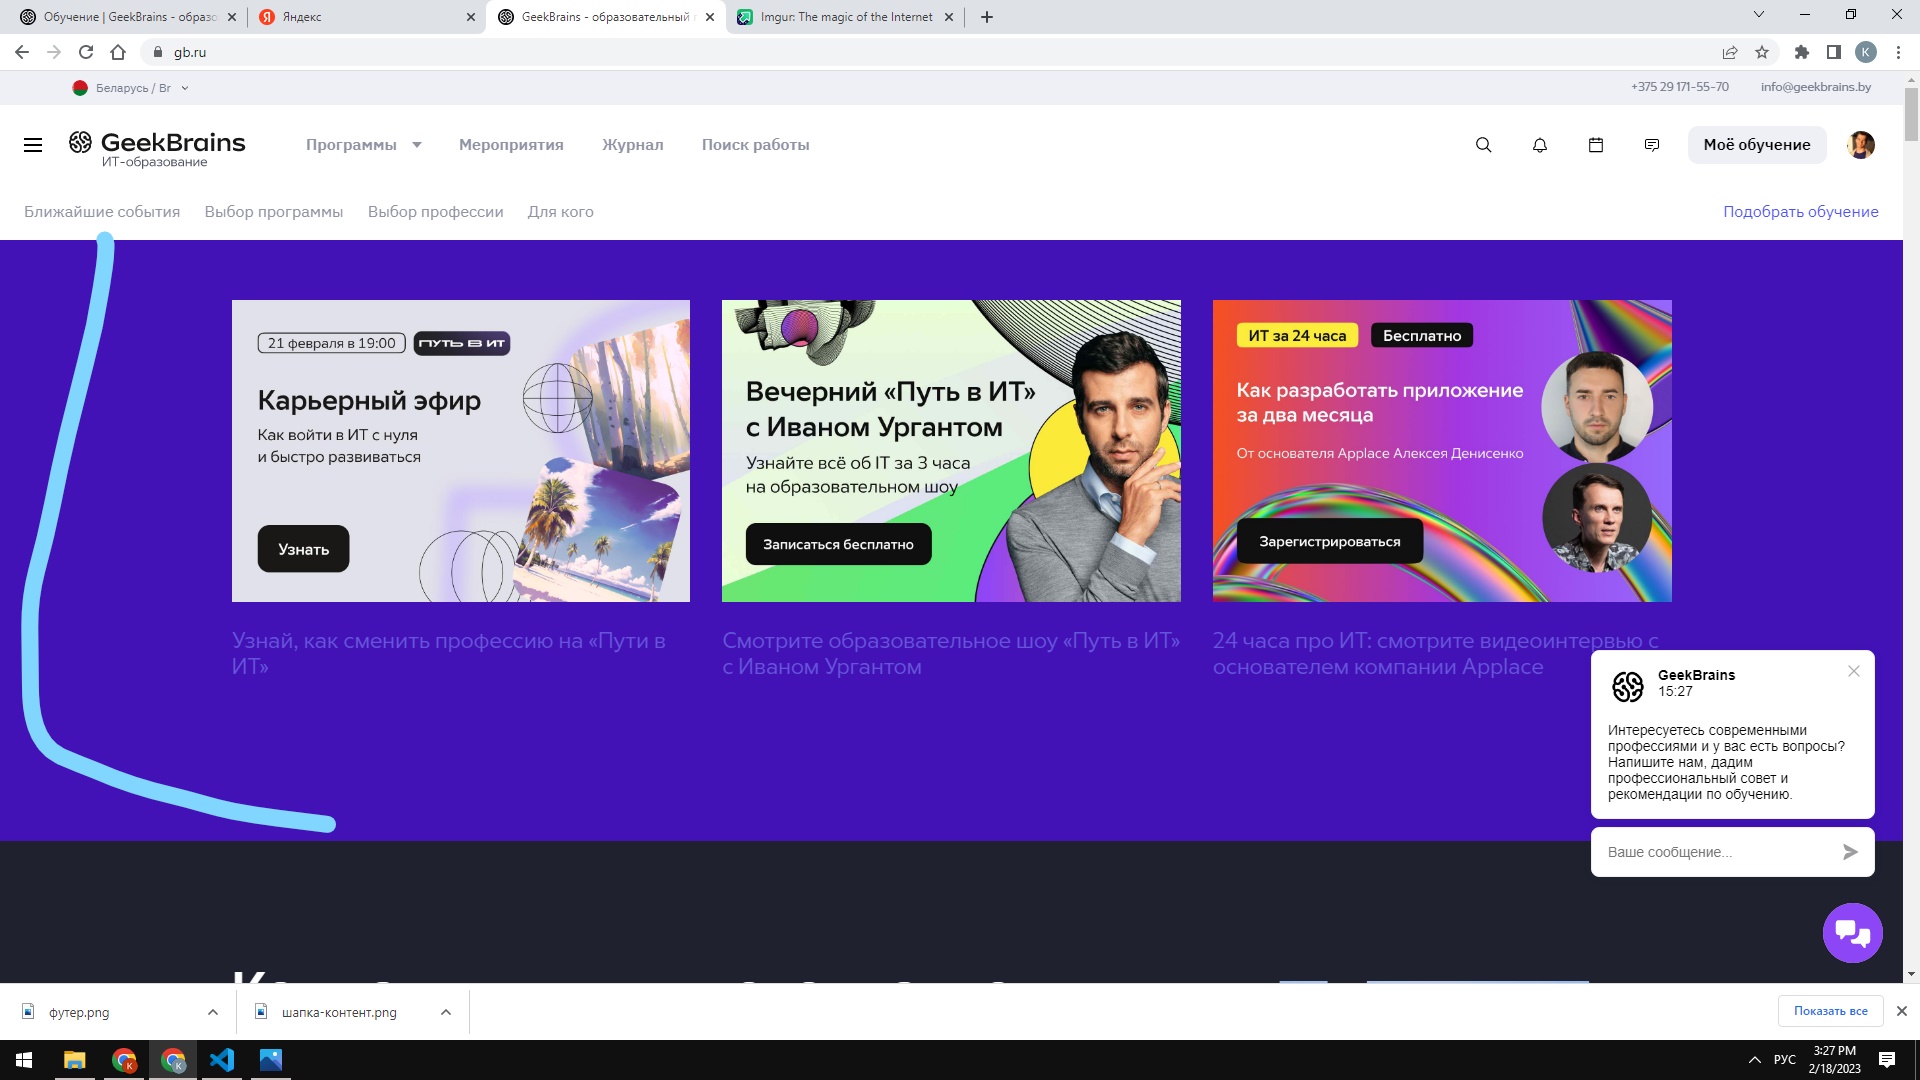 Обучение | GeekBrains - образо
Яндекс
GeekBrains - образовательный
Imgur: The magic of the Internet
gb.ru
K
Беларусь / Br
+375 29 171-55-70
info@geekbrains.by
GeekBrains
ИТ-образование
Программы
Мероприятия
Журнал
Поиск работы
Моё обучение
Ближайшие события
Выбор программы
Выбор профессии
Для кого
Подобрать обучение
21 февраля в 19:00
ПУТЬ В ИТ
Карьерный эфир
Как войти в ИТ с нуля
и быстро развиваться
Узнать
Узнай, как сменить профессию на «Пути в
ИТ»
Вечерний «Путь в ИТ»
с Иваном Ургантом
Узнайте всё об IT за 3 часа
на образовательном шоу
Записаться бесплатно
Смотрите образовательное шоу «Путь в ИТ»
с Иваном Ургантом
ИТ за 24 часа
Бесплатно
Как разработать приложение
за два месяца
От основателя Applace Алексея Денисенко
Зарегистрироваться
24 часа про ИТ: смотрите видеоинтервью с
основателем компании Applace
GeekBrains
15:27
Интересуетесь современными
профессиями и у вас есть вопросы?
Напишите нам, дадим
профессиональный совет и
рекомендации по обучению.
Ваше сообщение...
футер.png
шапка-контент.png
Показать все
K
K
РУС
3:27 PM
2/18/2023